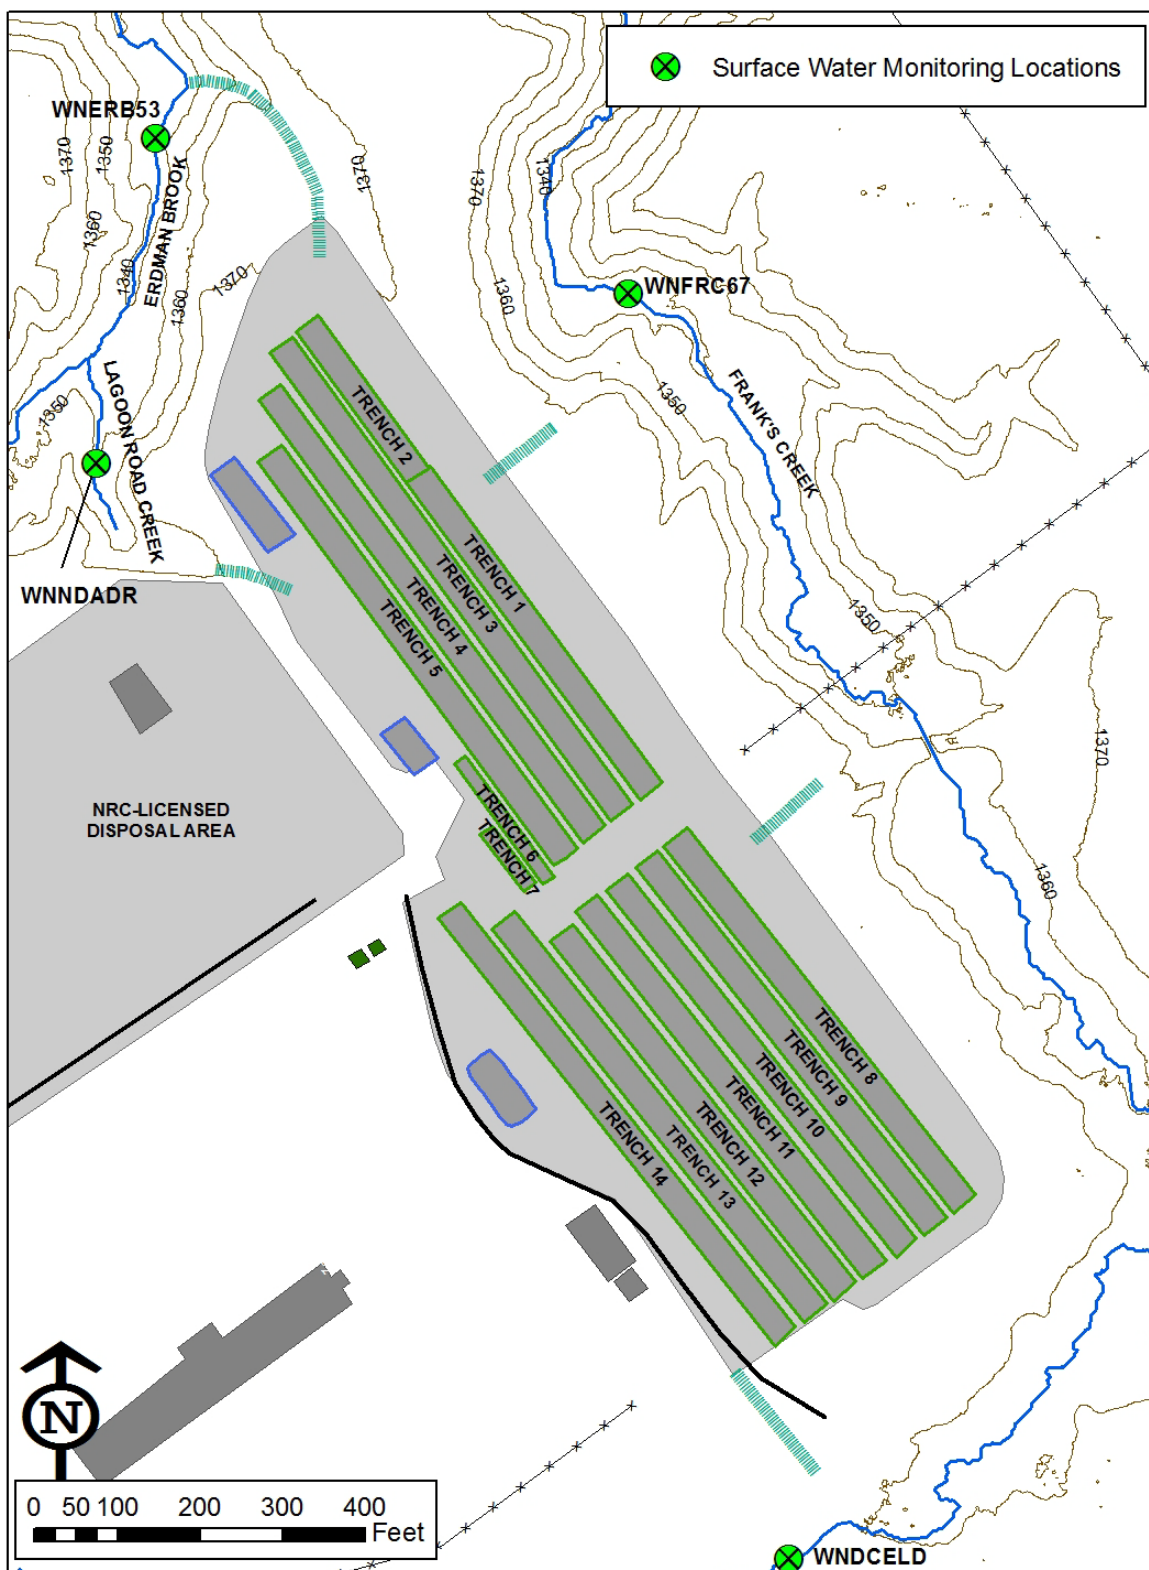 Surface Water Monitoring Locations
WNERB53
1370
1350
1360
1340
ERDMAN BROOK
1360
1370
1370
1370
1340
1360
WNFRC67
1350
FRANK'S CREEK
1350
LAGOON ROAD CREEK
WNNDADR
TRENCH 2
TRENCH 1
TRENCH 3
TRENCH 4
TRENCH 5
1350
1370
1360
NRC-LICENSED
DISPOSAL AREA
TRENCH 6
TRENCH 7
TRENCH 8
TRENCH 9
TRENCH 10
TRENCH 11
TRENCH 12
TRENCH 13
TRENCH 14
N
0 50 100 200 300 400
Feet
WNDCELD